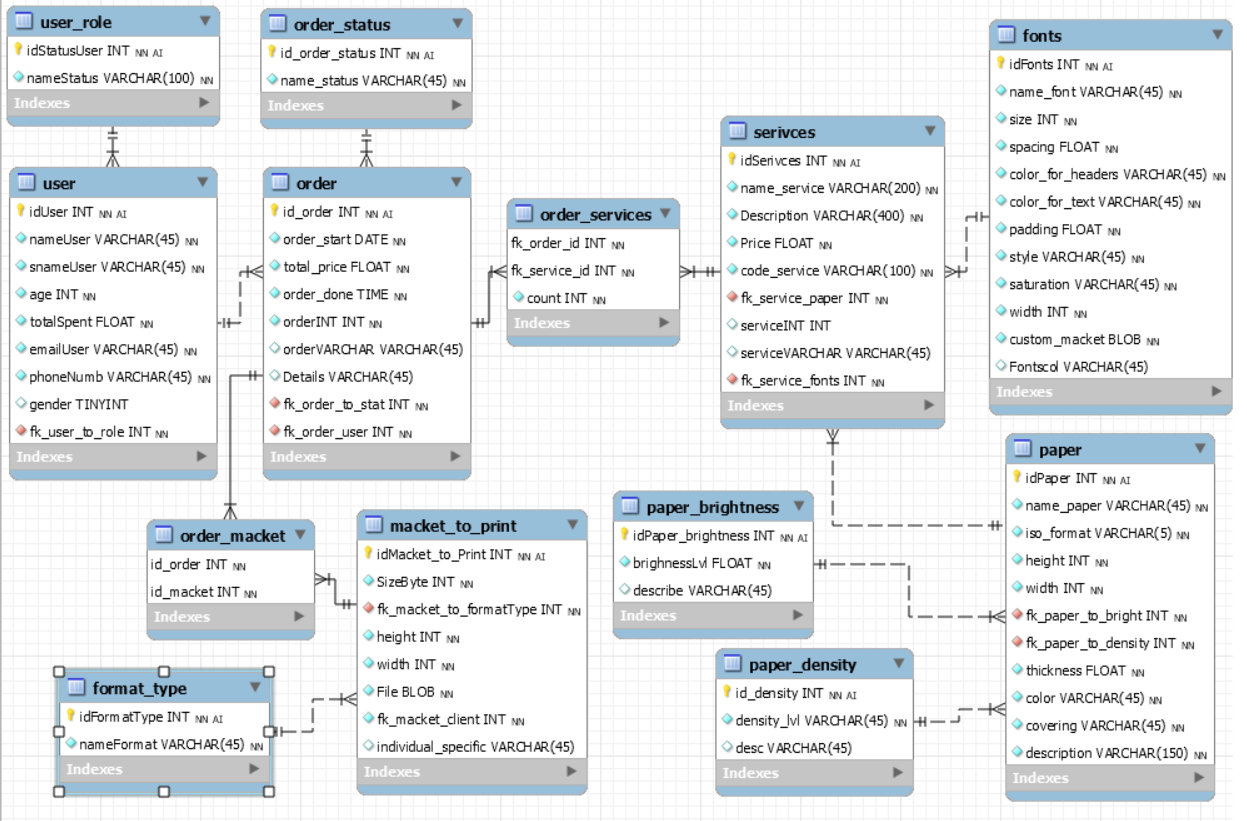 user_role
idStatusUser INT NN AI
nameStatus VARCHAR(100) NN
Indexes
order_status
id_order_status INT NN AI
name_status VARCHAR(45) NN
Indexes
fonts
idFonts INT NN AI
name_font VARCHAR(45) NN
size INT NN
spacing FLOAT NN
color_for_headers VARCHAR(45) NN
color_for_text VARCHAR(45) NN
padding FLOAT NN
style VARCHAR(45) NN
saturation VARCHAR(45) NN
width INT NN
custom_macket BLOB NN
Fontscol VARCHAR(45)
Indexes
user
idUser INT NN AI
nameUser VARCHAR(45) NN
snameUser VARCHAR(45) NN
age INT NN
totalSpent FLOAT NN
emailUser VARCHAR(45) NN
phoneNumb VARCHAR(45) NN
gender TINYINT
fk_user_to_role INT NN
Indexes
order
id_order INT NN AI
order_start DATE NN
total_price FLOAT NN
order_done TIME NN
orderINT INT NN
orderVARCHAR VARCHAR(45)
Details VARCHAR(45)
fk_order_to_stat INT NN
fk_order_user INT NN
Indexes
order_services
fk_order_id INT NN
fk_service_id INT NN
count INT NN
Indexes
serivces
idSerivces INT NN AI
name_service VARCHAR(200) NN
Description VARCHAR(400) NN
Price FLOAT NN
code_service VARCHAR(100) NN
fk_service_paper INT NN
serviceINT INT
serviceVARCHAR VARCHAR(45)
fk_service_fonts INT NN
Indexes
order_macket
id_order INT NN
id_macket INT NN
Indexes
macket_to_print
idMacket_to_Print INT NN AI
SizeByte INT NN
fk_macket_to_formatType INT NN
height INT NN
width INT NN
File BLOB NN
fk_macket_client INT NN
individual_specific VARCHAR(45)
Indexes
paper_brightness
idPaper_brightness INT NN AI
brighnessLvl FLOAT NN
describe VARCHAR(45)
Indexes
paper
idPaper INT NN AI
name_paper VARCHAR(45) NN
iso_format VARCHAR(5) NN
height INT NN
width INT NN
fk_paper_to_bright INT NN
fk_paper_to_density INT NN
thickness FLOAT NN
color VARCHAR(45) NN
covering VARCHAR(45) NN
description VARCHAR(150) NN
Indexes
format_type
idFormatType INT NN AI
nameFormat VARCHAR(45) NN
Indexes
paper_density
id_density INT NN AI
density_lvl VARCHAR(45) NN
desc VARCHAR(45)
Indexes